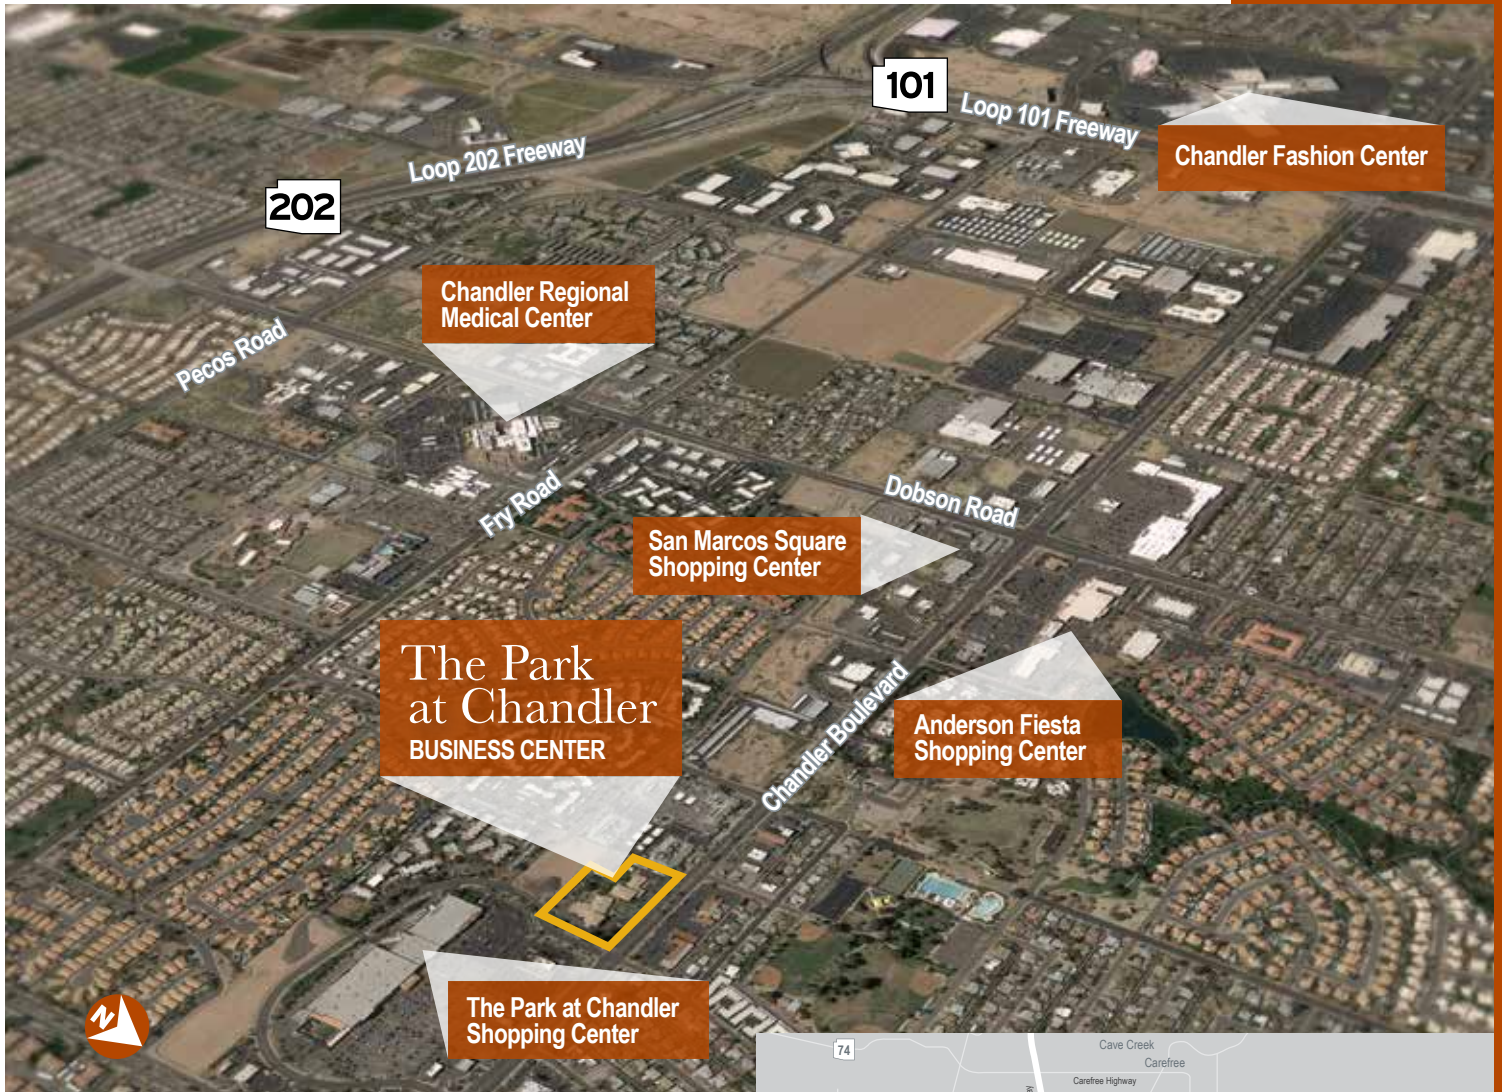 101
Loop 101 Freeway
Chandler Fashion Center
Loop 202 Freeway
202
Chandler Regional
Medical Center
Pecos Road
Fry Road
Dobson Road
San Marcos Square
Shopping Center
The Park
at Chandler
BUSINESS CENTER
Chandler Boulevard
Anderson Fiesta
Shopping Center
The Park at Chandler
Shopping Center
N
74
Cave Creek
Carefree
Carefree Highway